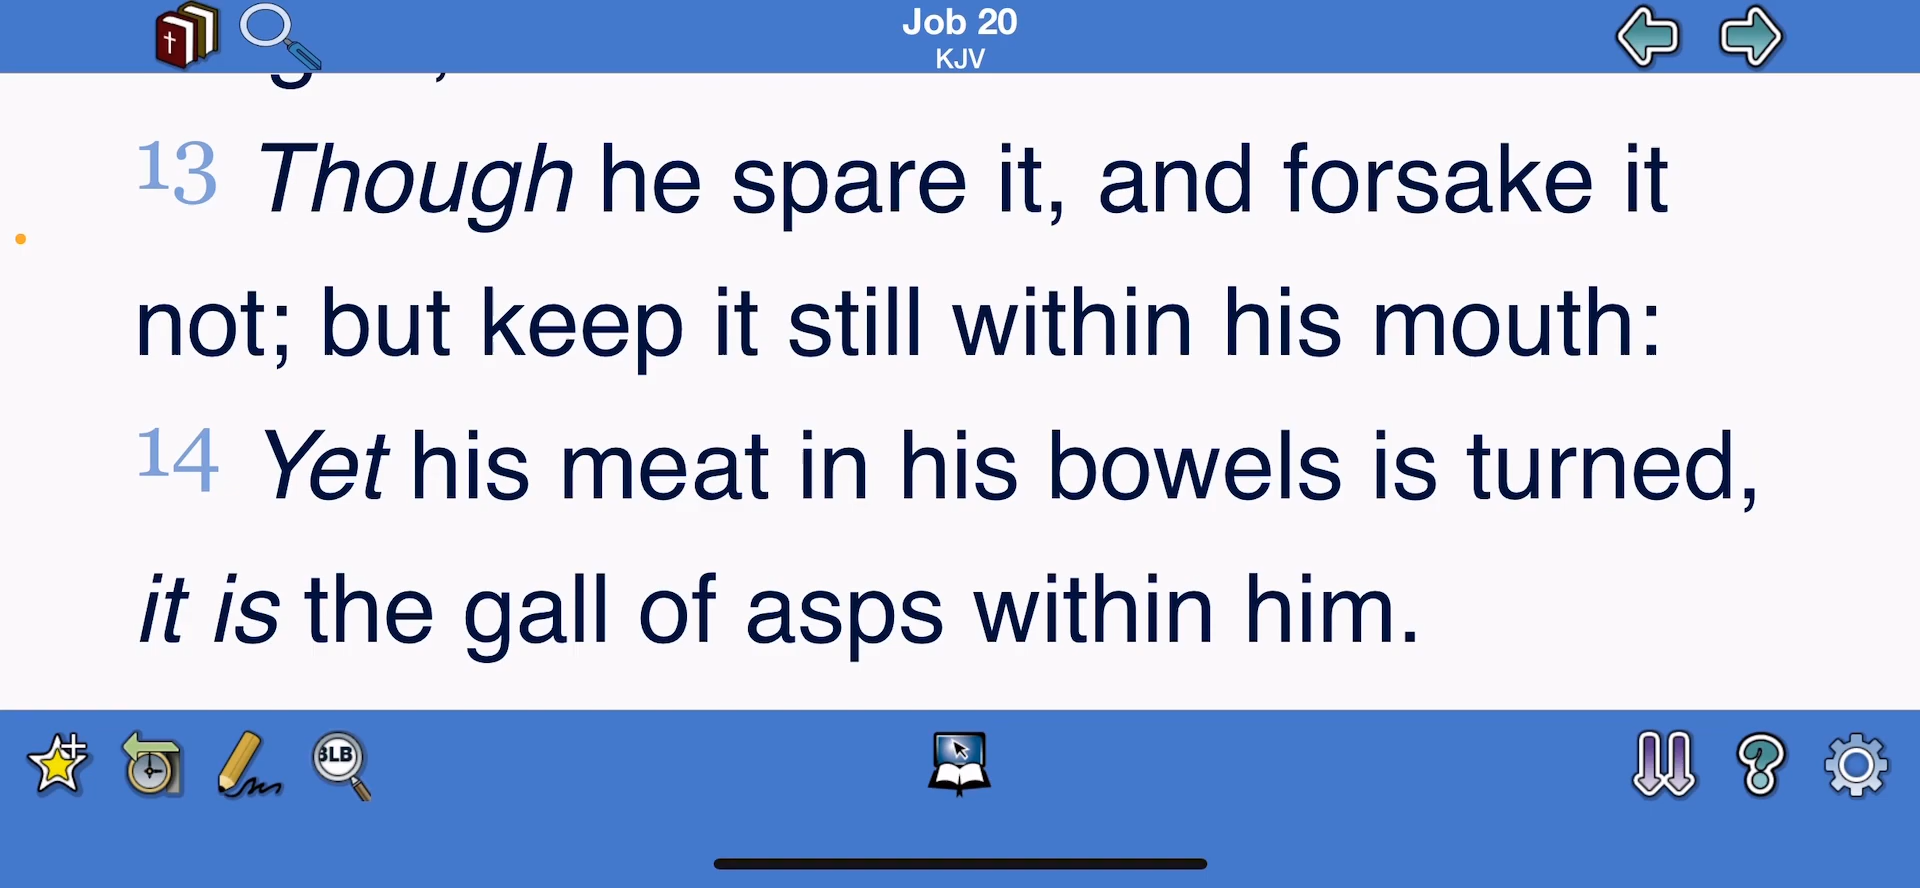 Job 20
KJV
13 Though he spare it, and forsake it
not; but keep it still within his mouth:
14 Yet his meat in his bowels is turned,
it is the gall of asps within him.
BLB